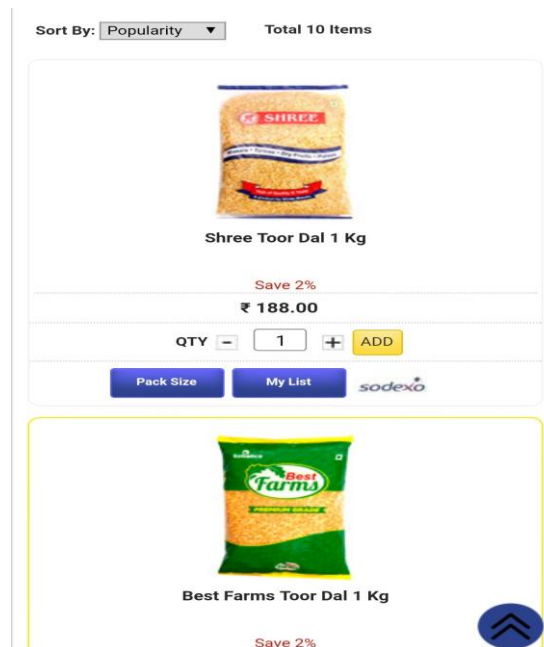 Sort By: Popularity ▼ Total 10 Items
SHREE
Shree Toor Dal 1 Kg
Save 2%
₹ 188.00
QTY - 1 + ADD
Pack Size My List sodexo
Best
Farms
PREMIUM GRADE
Best Farms Toor Dal 1 Kg
Save 2%